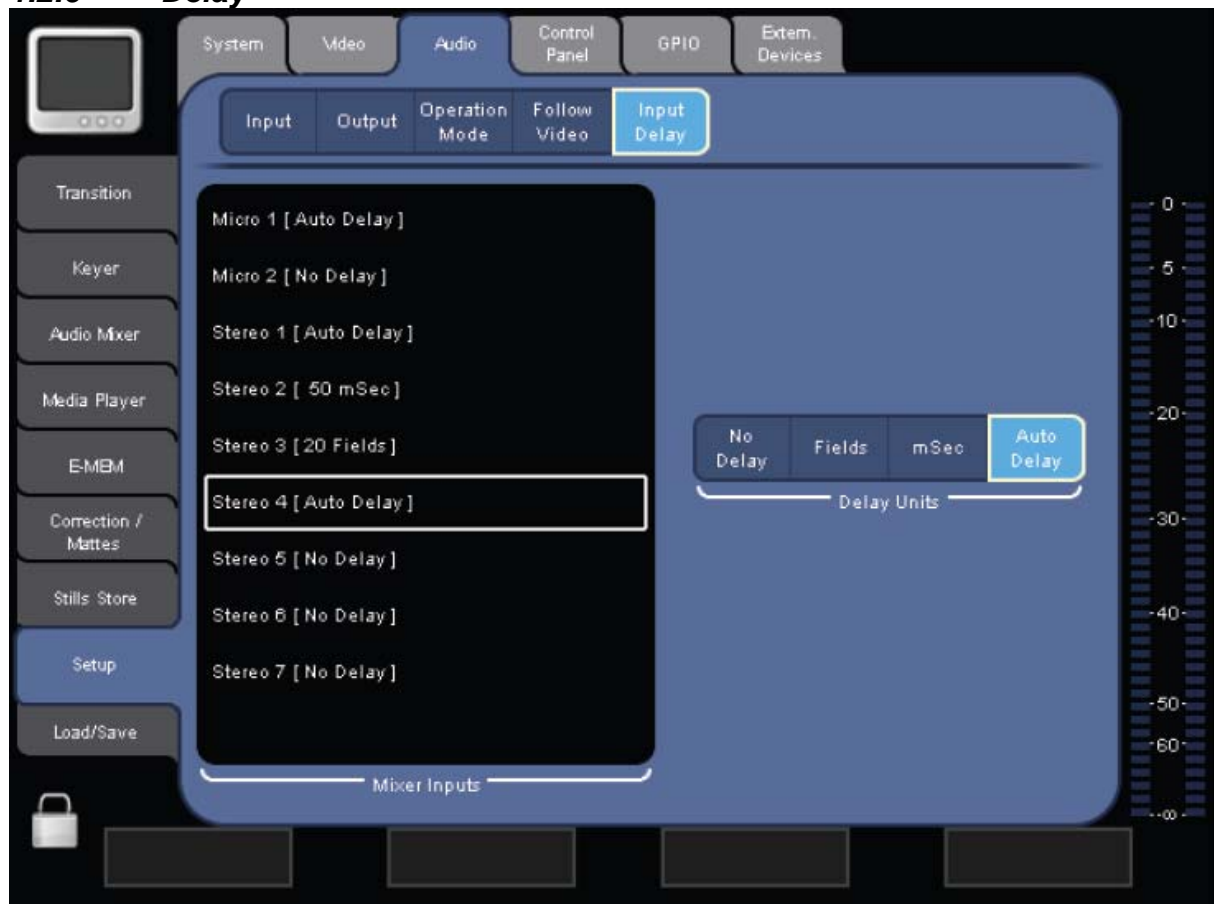 Delay
System
Video
Audio
Control
Panel
GPIO
Extern.
Devices
Input
Output
Operation
Mode
Follow
Video
Input
Delay
Transition
Keyer
Audio Mixer
Media Player
E-MEM
Correction /
Mattes
Stills Store
Setup
Load/Save
Micro 1 [ Auto Delay ]
Micro 2 [ No Delay ]
Stereo 1 [ Auto Delay ]
Stereo 2 [ 50 mSec ]
Stereo 3 [ 20 Fields ]
Stereo 4 [ Auto Delay ]
Stereo 5 [ No Delay ]
Stereo 6 [ No Delay ]
Stereo 7 [ No Delay ]
Mixer Inputs
No
Delay
Fields
mSec
Auto
Delay
Delay Units
- 0 -
- 5 -
-10-
-20-
-30-
-40-
-50-
-60-
--∞-